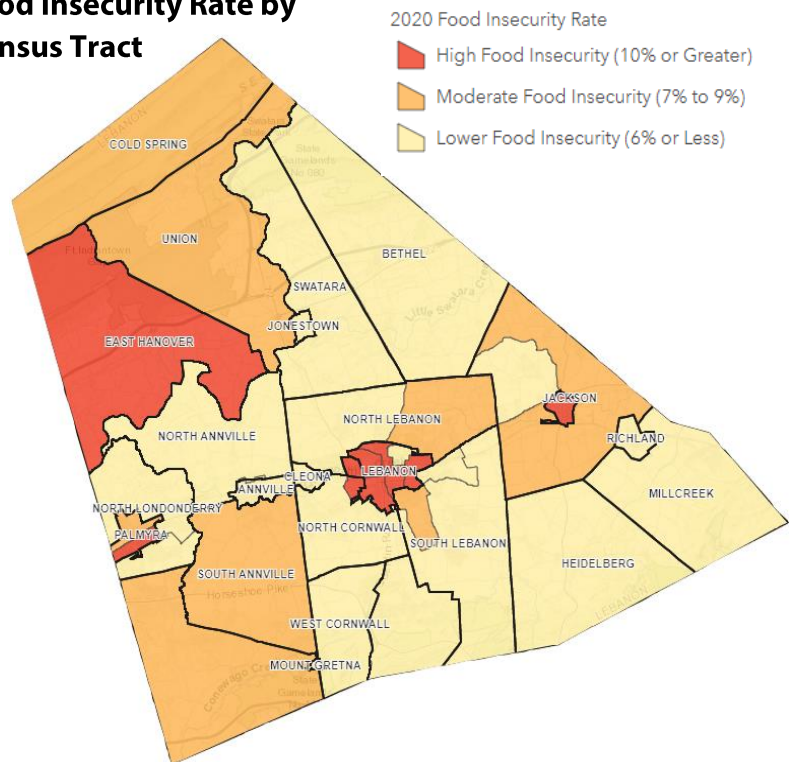 od Insecurity Rate by
nsus Tract
2020 Food Insecurity Rate
High Food Insecurity (10% or Greater)
Moderate Food Insecurity (7% to 9%)
Lower Food Insecurity (6% or Less)
COLD SPRING
UNION
BETHEL
SWATARA
JONESTOWN
EAST HANOVER
JACKSON
NORTH LEBANON
NORTH ANNVILLE
RICHLAND
LEBANON
CLEONA
ANNVILLE
MILLCREEK
NORTH LONDONDERRY
NORTH CORNWALL
PALMYRA
SOUTH LEBANON
HEIDELBERG
SOUTH ANNVILLE
Horseshoe Pike
LEBANON
WEST CORNWALL
MOUNT GRETNA